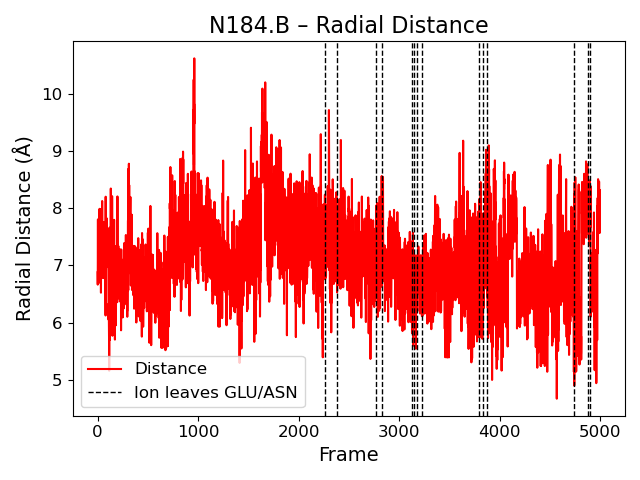 N184.B – Radial Distance
Radial Distance (Å)
10
9
8
7
6
5
Distance
Ion leaves GLU/ASN
0
1000
2000
3000
4000
5000
Frame